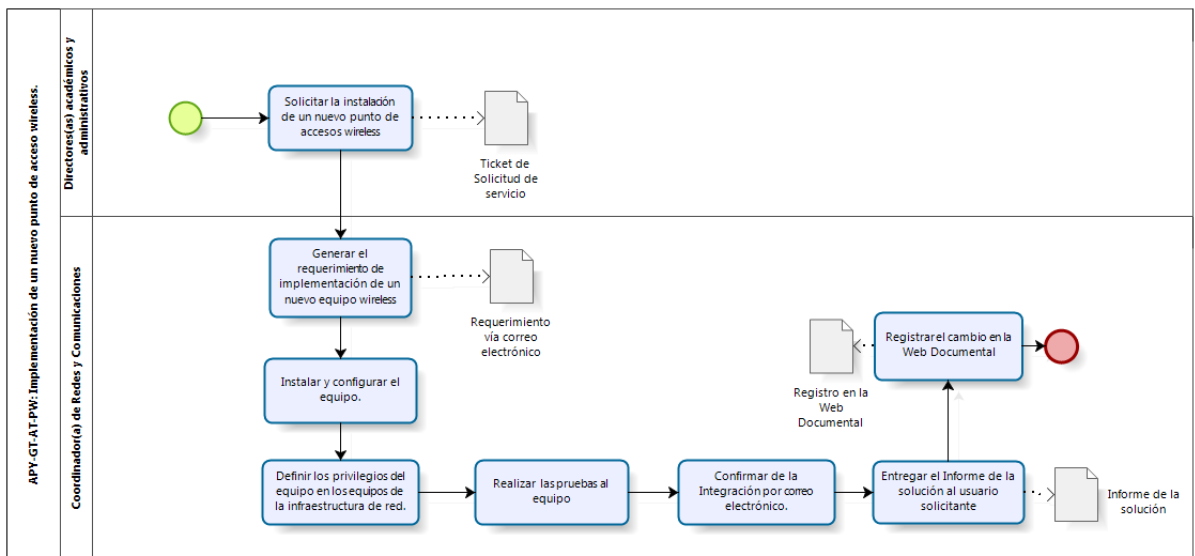 APY-GT-AT-PW: Implementación de un nuevo punto de acceso wireless.
Directores(as) académicos y
administrativos
Solicitar la instalación
de un nuevo punto de
accesos wireless
Ticket de
Solicitud de
servicio
Coordinador(a) de Redes y Comunicaciones
Generar el
requerimiento de
implementación de un
nuevo equipo wireless
Requerimiento
vía correo
electrónico
Instalar y configurar el
equipo.
Definir los privilegios del
equipo en los equipos de
la infraestructura de red.
Realizar las pruebas al
equipo
Confirmar de la
Integración por correo
electrónico.
Entregar el Informe de la
solución al usuario
solicitante
Informe de la
solución
Registrar el cambio en la
Web Documental
Registro en la
Web
Documental